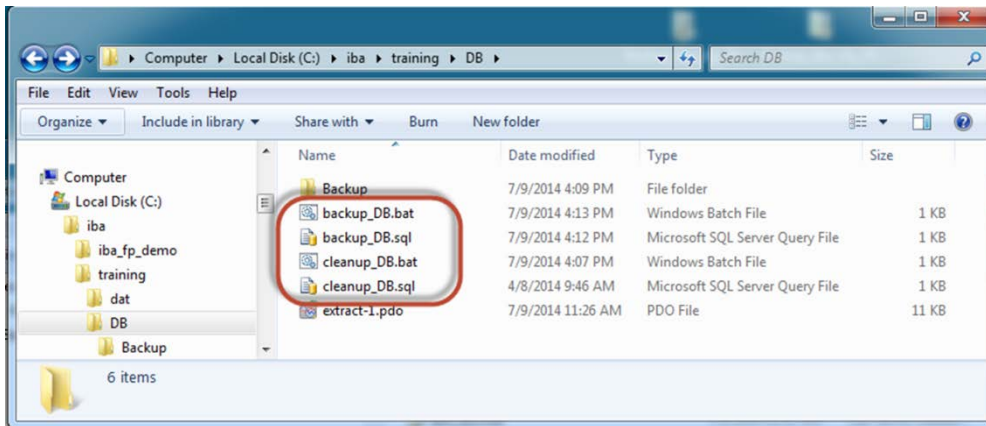 Computer Local Disk (C:) iba training DB Search DB
File Edit View Tools Help
Organize Include in library Share with Burn New folder
Name Date modified Type Size
Computer
Local Disk (C:)
iba
iba_fp_demo
training
dat
DB
Backup
Backup 7/9/2014 4:09 PM File folder
backup_DB.bat 7/9/2014 4:13 PM Windows Batch File 1 KB
backup_DB.sql 7/9/2014 4:12 PM Microsoft SQL Server Query File 1 KB
cleanup_DB.bat 7/9/2014 4:07 PM Windows Batch File 1 KB
cleanup_DB.sql 4/8/2014 9:46 AM Microsoft SQL Server Query File 1 KB
extract-1.pdo 7/9/2014 11:26 AM PDO File 11 KB
6 items